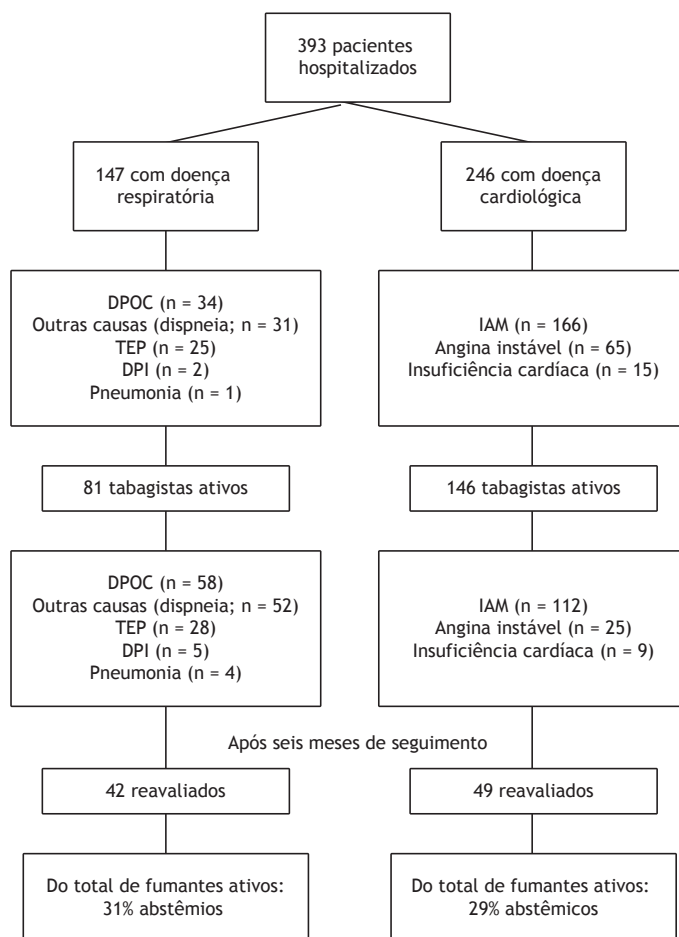 393 pacientes
hospitalizados
147 com doença
respiratória
246 com doença
cardiológica
DPOC (n = 34)
Outras causas (dispneia; n = 31)
TEP (n = 25)
DPI (n = 2)
Pneumonia (n = 1)
IAM (n = 166)
Angina instável (n = 65)
Insuficiência cardíaca (n = 15)
81 tabagistas ativos
146 tabagistas ativos
DPOC (n = 58)
Outras causas (dispneia; n = 52)
TEP (n = 28)
DPI (n = 5)
Pneumonia (n = 4)
IAM (n = 112)
Angina instável (n = 25)
Insuficiência cardíaca (n = 9)
Após seis meses de seguimento
42 reavaliados
49 reavaliados
Do total de fumantes ativos:
31% abstêmios
Do total de fumantes ativos:
29% abstêmicos